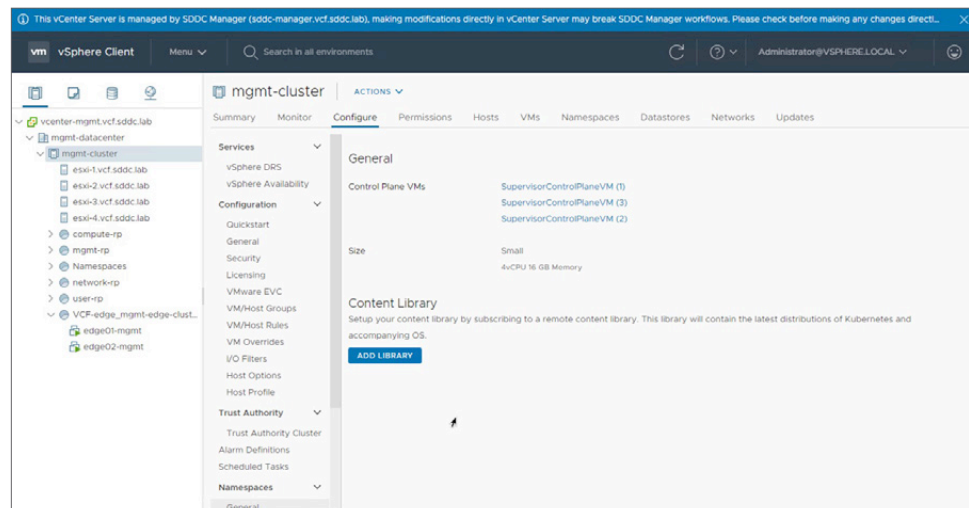 This vCenter Server is managed by SDDC Manager (sddc-manager.vcf.sddc.lab), making modifications directly in vCenter Server may break SDDC Manager workflows. Please check before making any changes directl...
vm vSphere Client Menu Search in all environments Administrator@VSPHERE.LOCAL
mgmt-cluster ACTIONS
Summary Monitor Configure Permissions Hosts VMs Namespaces Datastores Networks Updates
vcenter-mgmt.vcf.sddc.lab
mgmt-datacenter
mgmt-cluster
esxi-1.vcf.sddc.lab
esxi-2.vcf.sddc.lab
esxi-3.vcf.sddc.lab
esxi-4.vcf.sddc.lab
compute-rp
mgmt-rp
Namespaces
network-rp
user-rp
VCF-edge_mgmt-edge-clust...
edge01-mgmt
edge02-mgmt
Services
vSphere DRS
vSphere Availability
Configuration
Quickstart
General
Security
Licensing
VMware EVC
VM/Host Groups
VM/Host Rules
VM Overrides
I/O Filters
Host Options
Host Profile
Trust Authority
Trust Authority Cluster
Alarm Definitions
Scheduled Tasks
Namespaces
General
General
Control Plane VMs SupervisorControlPlaneVM (1)
SupervisorControlPlaneVM (3)
SupervisorControlPlaneVM (2)
Size Small
4vCPU 16 GB Memory
Content Library
Setup your content library by subscribing to a remote content library. This library will contain the latest distributions of Kubernetes and
accompanying OS.
ADD LIBRARY